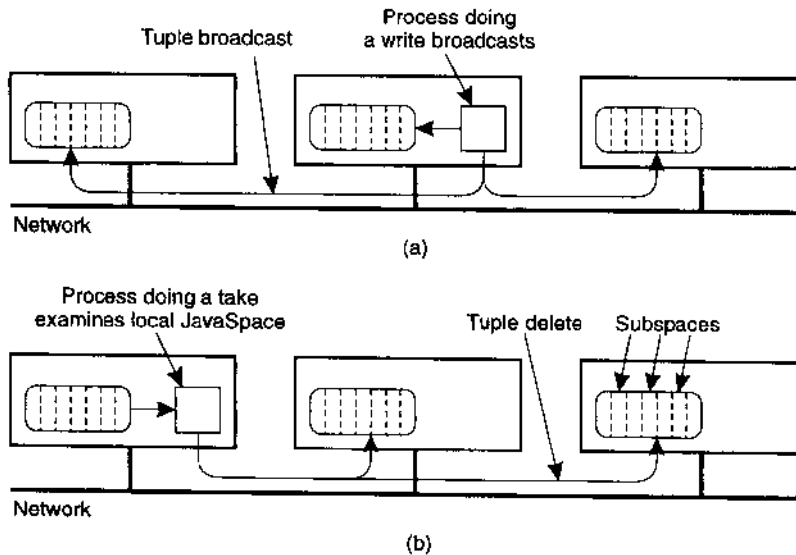 Process doing
a write broadcasts
Tuple broadcast
Network
(a)
Process doing a take
examines local JavaSpace
Tuple delete
Subspaces
Network
(b)